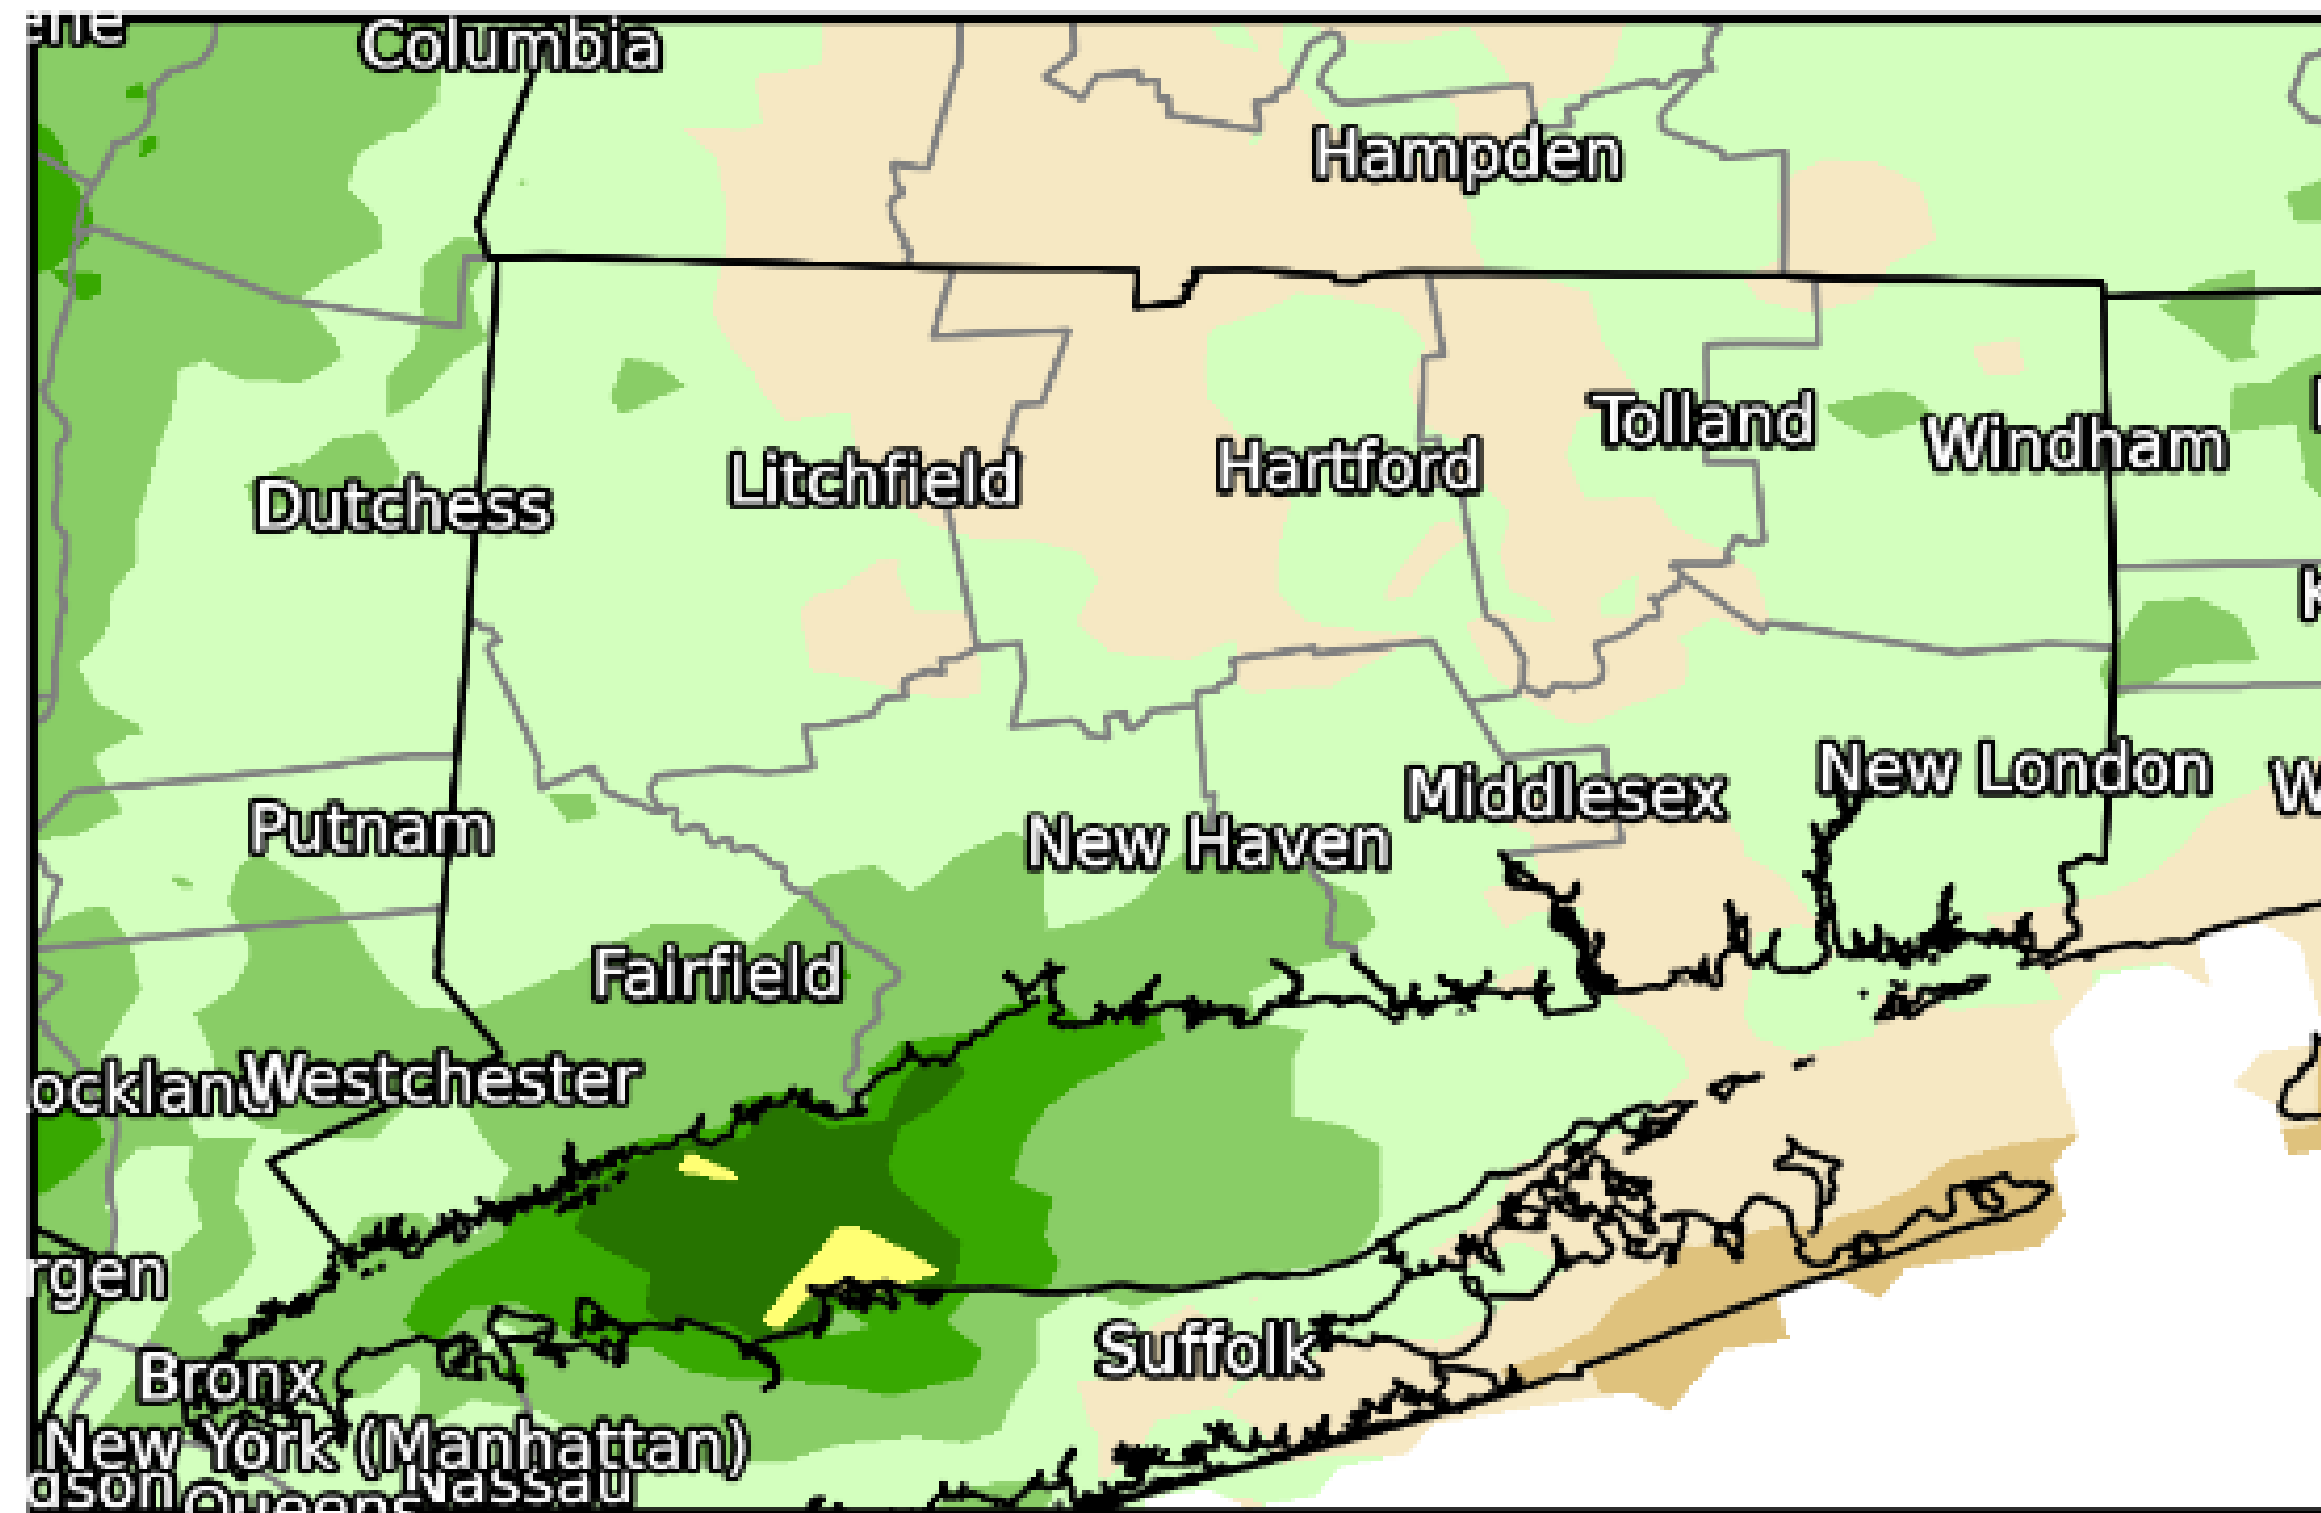 Columbia
Hampden
Tolland
Windham
Hartford
Litchfield
Dutchess
New London
Middlesex
Putnam
New Haven
Fairfield
Westchester
Suffolk
Bronx
New York (Manhattan)
Nassau
Queens